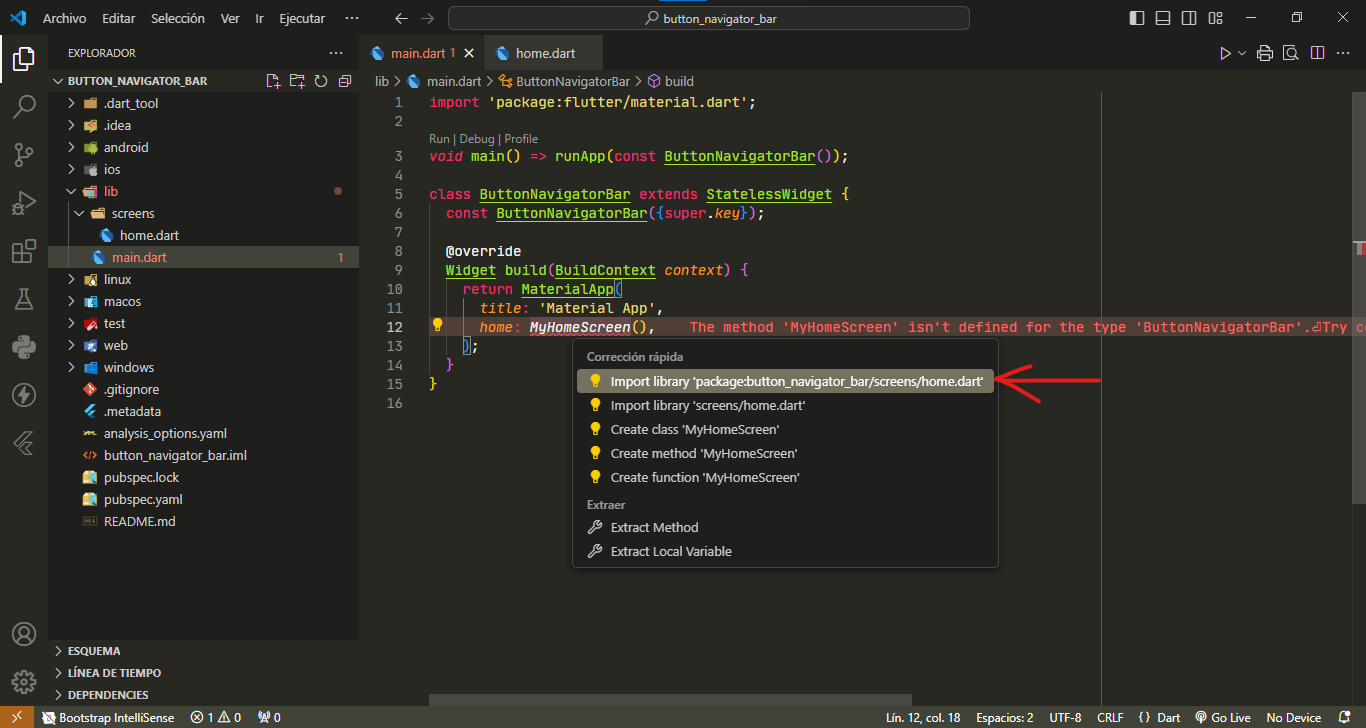 Archivo Editar Selección Ver Ir Ejecutar ··· button_navigator_bar
EXPLORADOR ···
BUTTON_NAVIGATOR_BAR
.dart_tool
.idea
android
ios
lib
screens
home.dart
main.dart 1
linux
macos
test
web
windows
.gitignore
.metadata
analysis_options.yaml
button_navigator_bar.iml
pubspec.lock
pubspec.yaml
README.md
ESQUEMA
LÍNEA DE TIEMPO
DEPENDENCIES
main.dart 1 home.dart
lib > main.dart > ButtonNavigatorBar > build
1 import 'package:flutter/material.dart';
2
Run | Debug | Profile
3 void main() => runApp(const ButtonNavigatorBar());
4
5 class ButtonNavigatorBar extends StatelessWidget {
6 const ButtonNavigatorBar({super.key});
7
8 @override
9 Widget build(BuildContext context) {
10 return MaterialApp(
11 title: 'Material App',
12 home: MyHomeScreen(), The method 'MyHomeScreen' isn't defined for the type 'ButtonNavigatorBar'.⏎Try c
13 );
14 }
15 }
16
Corrección rápida
Import library 'package:button_navigator_bar/screens/home.dart'
Import library 'screens/home.dart'
Create class 'MyHomeScreen'
Create method 'MyHomeScreen'
Create function 'MyHomeScreen'
Extraer
Extract Method
Extract Local Variable
Bootstrap IntelliSense 1 0 0 Lín. 12, col. 18 Espacios: 2 UTF-8 CRLF { } Dart Go Live No Device